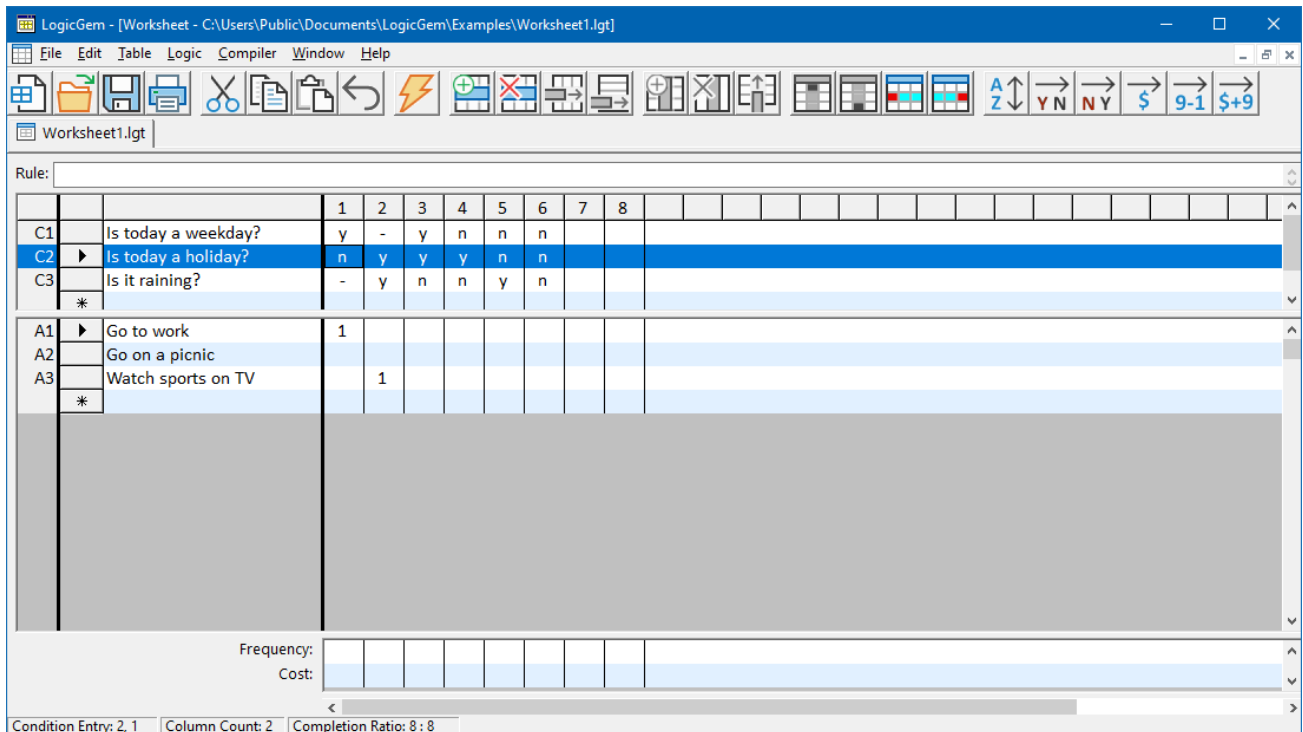 LogicGem - [Worksheet - C:\Users\Public\Documents\LogicGem\Examples\Worksheet1.lgt]
File Edit Table Logic Compiler Window Help
A Z Y N N Y $ 9-1 $+9
Worksheet1.lgt
Rule:
1 2 3 4 5 6 7 8
C1 Is today a weekday? y - y n n n
C2 Is today a holiday? n y y y n n
C3 Is it raining? - y n n y n
*
A1 Go to work 1
A2 Go on a picnic
A3 Watch sports on TV 1
*
Frequency:
Cost:
Condition Entry: 2, 1 Column Count: 2 Completion Ratio: 8 : 8